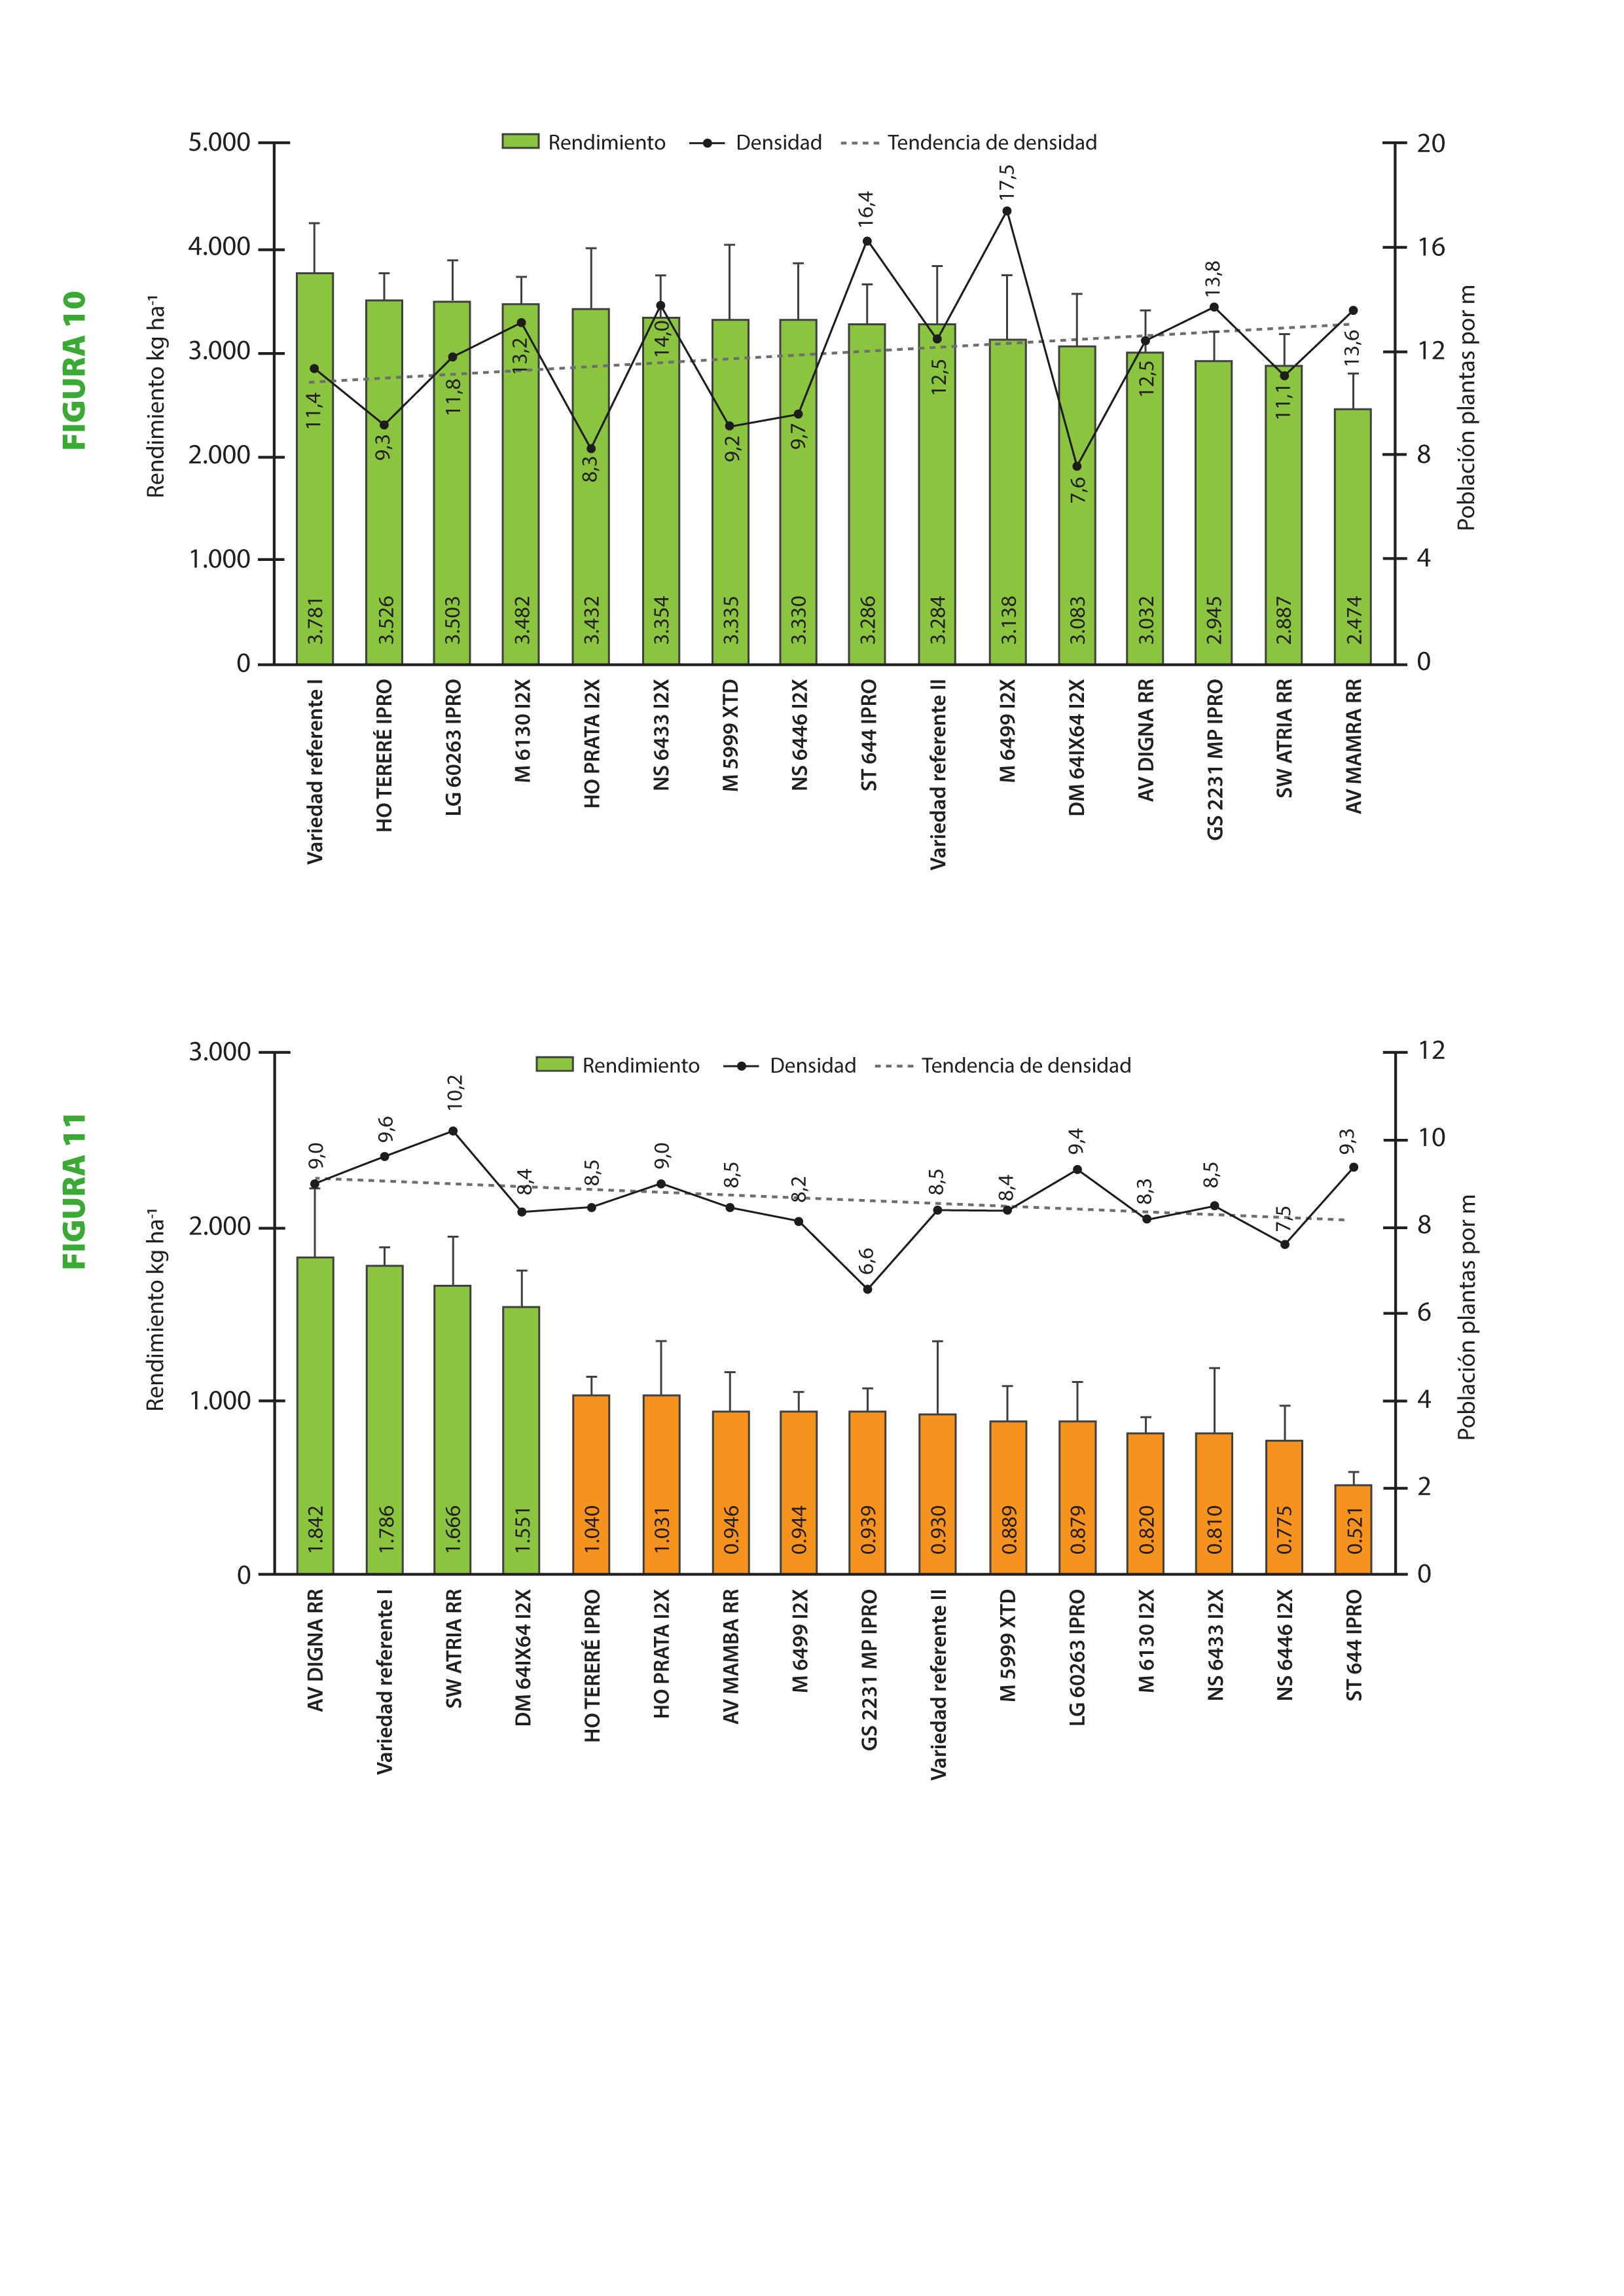 FIGURA 10
Rendimiento Densidad Tendencia de densidad
Rendimiento kg ha-1
5.000
4.000
3.000
2.000
1.000
0
Población plantas por m
20
16
12
8
4
0
11,4
9,3
11,8
13,2
8,3
14,0
9,2
9,7
16,4
12,5
17,5
7,6
12,5
13,8
11,1
13,6
3.781
3.526
3.503
3.482
3.432
3.354
3.335
3.330
3.286
3.284
3.138
3.083
3.032
2.945
2.887
2.474
Variedad referente I
HO TERERÉ IPRO
LG 60263 IPRO
M 6130 I2X
HO PRATA I2X
NS 6433 I2X
M 5999 XTD
NS 6446 I2X
ST 644 IPRO
Variedad referente II
M 6499 I2X
DM 64IX64 I2X
AV DIGNA RR
GS 2231 MP IPRO
SW ATRIA RR
AV MAMRA RR
FIGURA 11
Rendimiento Densidad Tendencia de densidad
Rendimiento kg ha-1
3.000
2.000
1.000
0
Población plantas por m
12
10
8
6
4
2
0
9,0
9,6
10,2
8,4
8,5
9,0
8,5
8,2
6,6
8,5
8,4
9,4
8,3
8,5
7,5
9,3
1.842
1.786
1.666
1.551
1.040
1.031
0.946
0.944
0.939
0.930
0.889
0.879
0.820
0.810
0.775
0.521
AV DIGNA RR
Variedad referente I
SW ATRIA RR
DM 64IX64 I2X
HO TERERÉ IPRO
HO PRATA I2X
AV MAMBA RR
M 6499 I2X
GS 2231 MP IPRO
Variedad referente II
M 5999 XTD
LG 60263 IPRO
M 6130 I2X
NS 6433 I2X
NS 6446 I2X
ST 644 IPRO